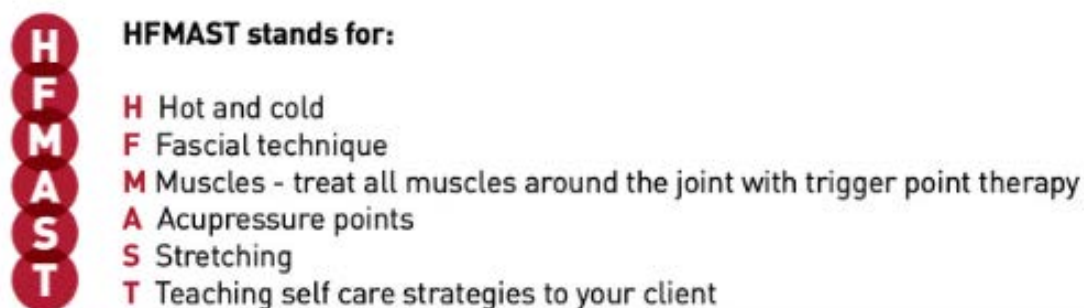 H
F
M
A
S
T
HFMAST stands for:
H Hot and cold
F Fascial technique
M Muscles - treat all muscles around the joint with trigger point therapy
A Acupressure points
S Stretching
T Teaching self care strategies to your client